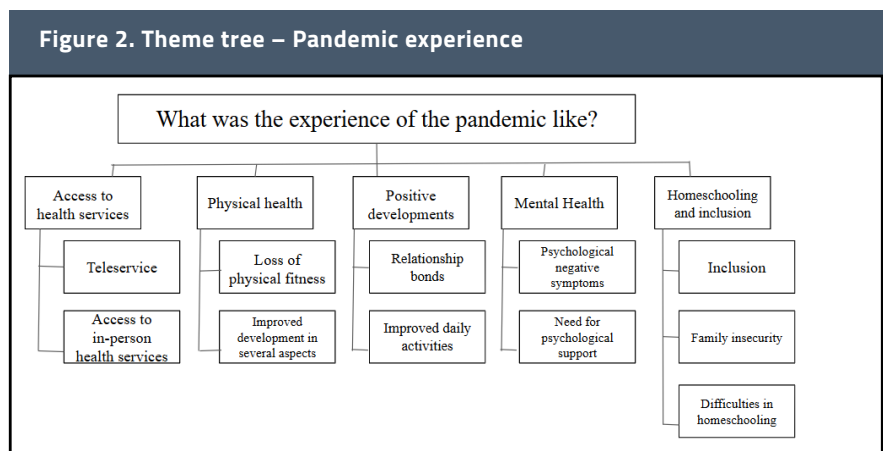 Figure 2. Theme tree – Pandemic experience
What was the experience of the pandemic like?
Access to
health services
Teleservice
Access to
in-person
health services
Physical health
Loss of
physical fitness
Improved
development in
several aspects
Positive
developments
Relationship
bonds
Improved daily
activities
Mental Health
Psychological
negative
symptoms
Need for
psychological
support
Homeschooling
and inclusion
Inclusion
Family insecurity
Difficulties in
homeschooling